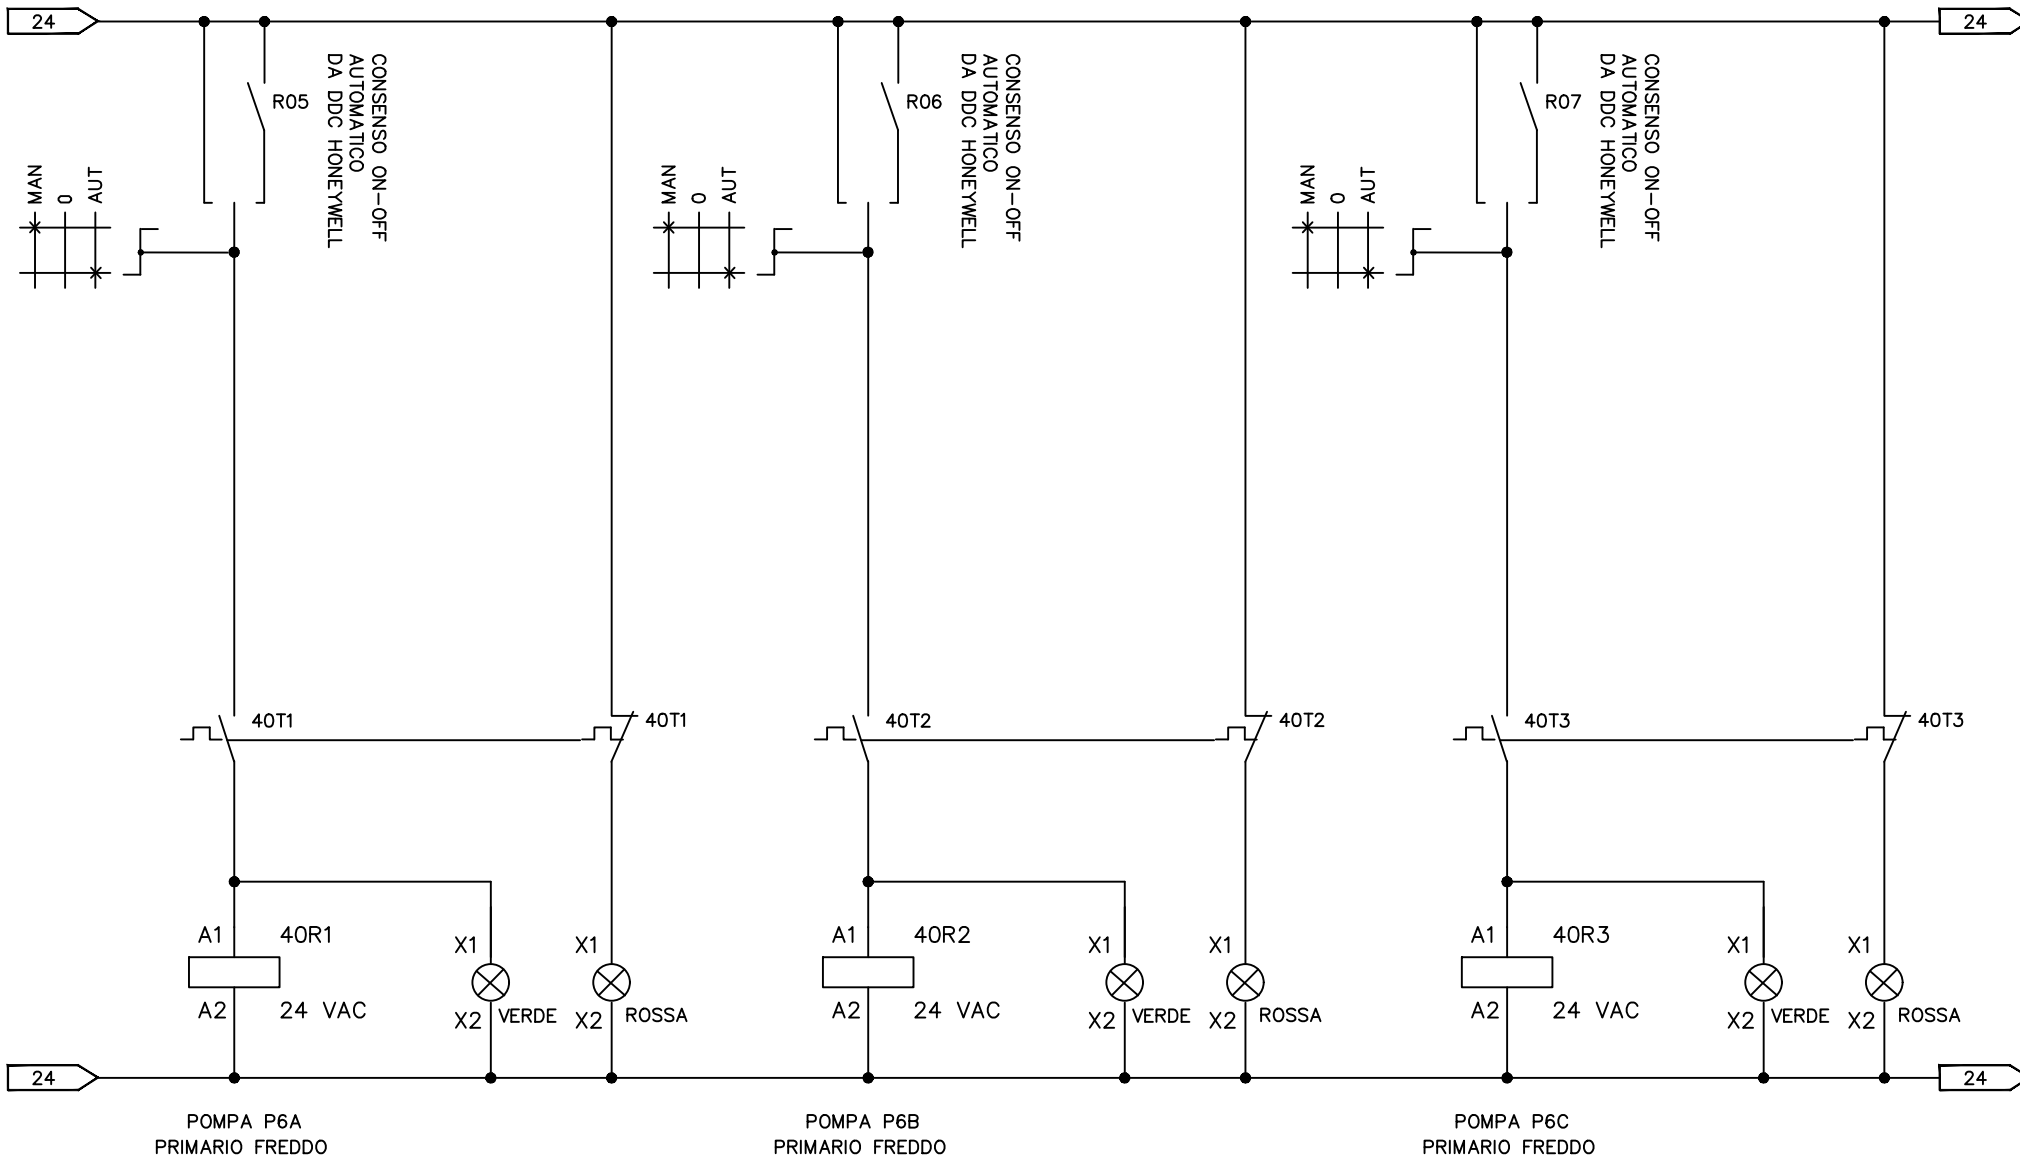 24
24
CONSENSO ON-OFF
AUTOMATICO
DA DDC HONEYWELL
R05
MAN
0
AUT
CONSENSO ON-OFF
AUTOMATICO
DA DDC HONEYWELL
R06
MAN
0
AUT
CONSENSO ON-OFF
AUTOMATICO
DA DDC HONEYWELL
R07
MAN
0
AUT
40T1
40T1
40T2
40T2
40T3
40T3
A1
40R1
X1
X1
A2
24 VAC
X2
VERDE
X2
ROSSA
A1
40R2
X1
X1
A2
24 VAC
X2
VERDE
X2
ROSSA
A1
40R3
X1
X1
A2
24 VAC
X2
VERDE
X2
ROSSA
24
24
POMPA P6A
PRIMARIO FREDDO
POMPA P6B
PRIMARIO FREDDO
POMPA P6C
PRIMARIO FREDDO